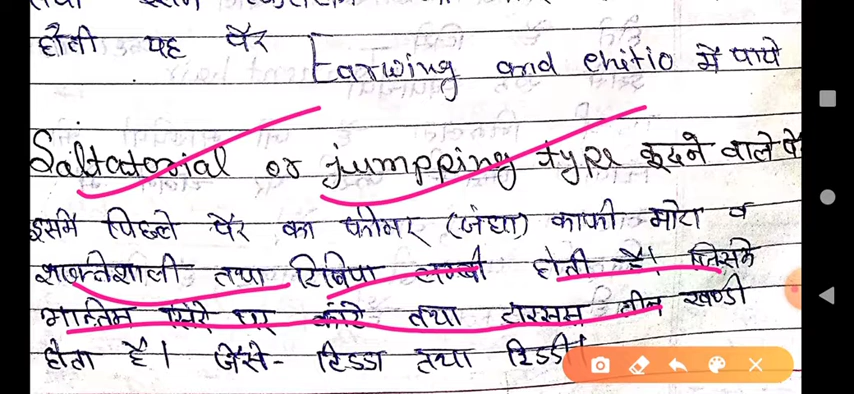 होती यह पैर Earwing and chitio में पाये
Saltatorial or jumpping type कूदने वाले
इसमे पिछले पैर का फीमर (जंघा) काफी मोटा व
शक्तिशाली तथा टिबिया लम्बी होती है। जिसके
अन्तिम सिरे पर कांटे तथा टारसस तीन खण्डी
होता है। जैसे- टिड्डा तथा टिड्डी।